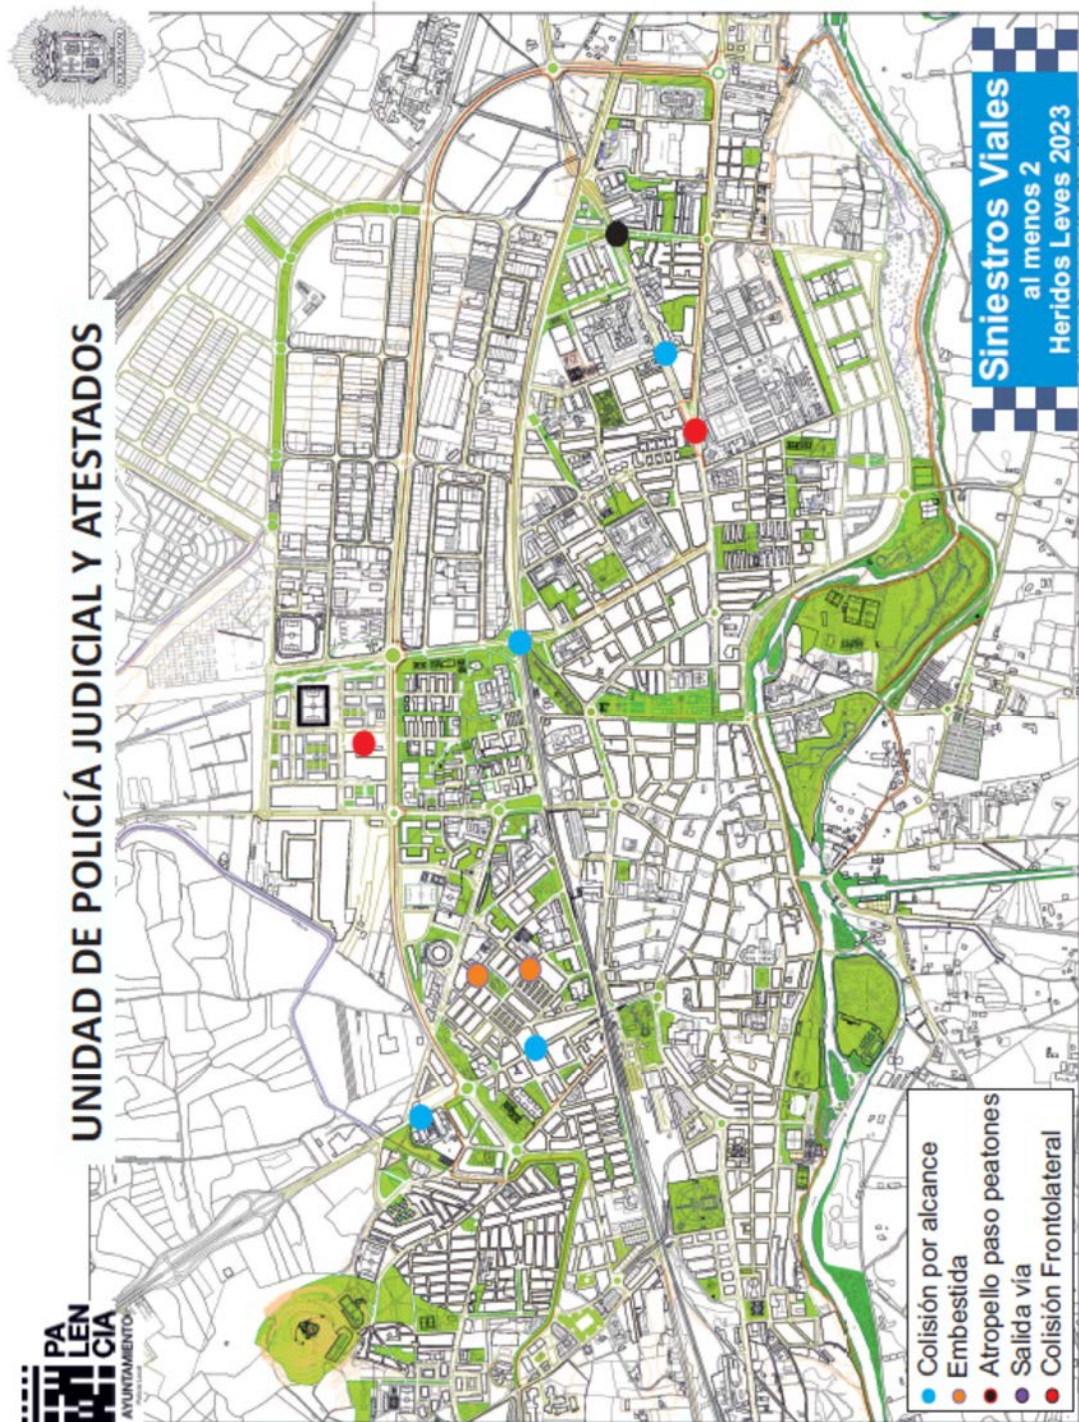 UNIDAD DE POLICÍA JUDICIAL Y ATESTADOS
PA
LEN
CIA
AYUNTAMIENTO
Siniestros Viales
al menos 2
Heridos Leves 2023
Colisión por alcance
Embestida
Atropello paso peatones
Salida vía
Colisión Frontolateral